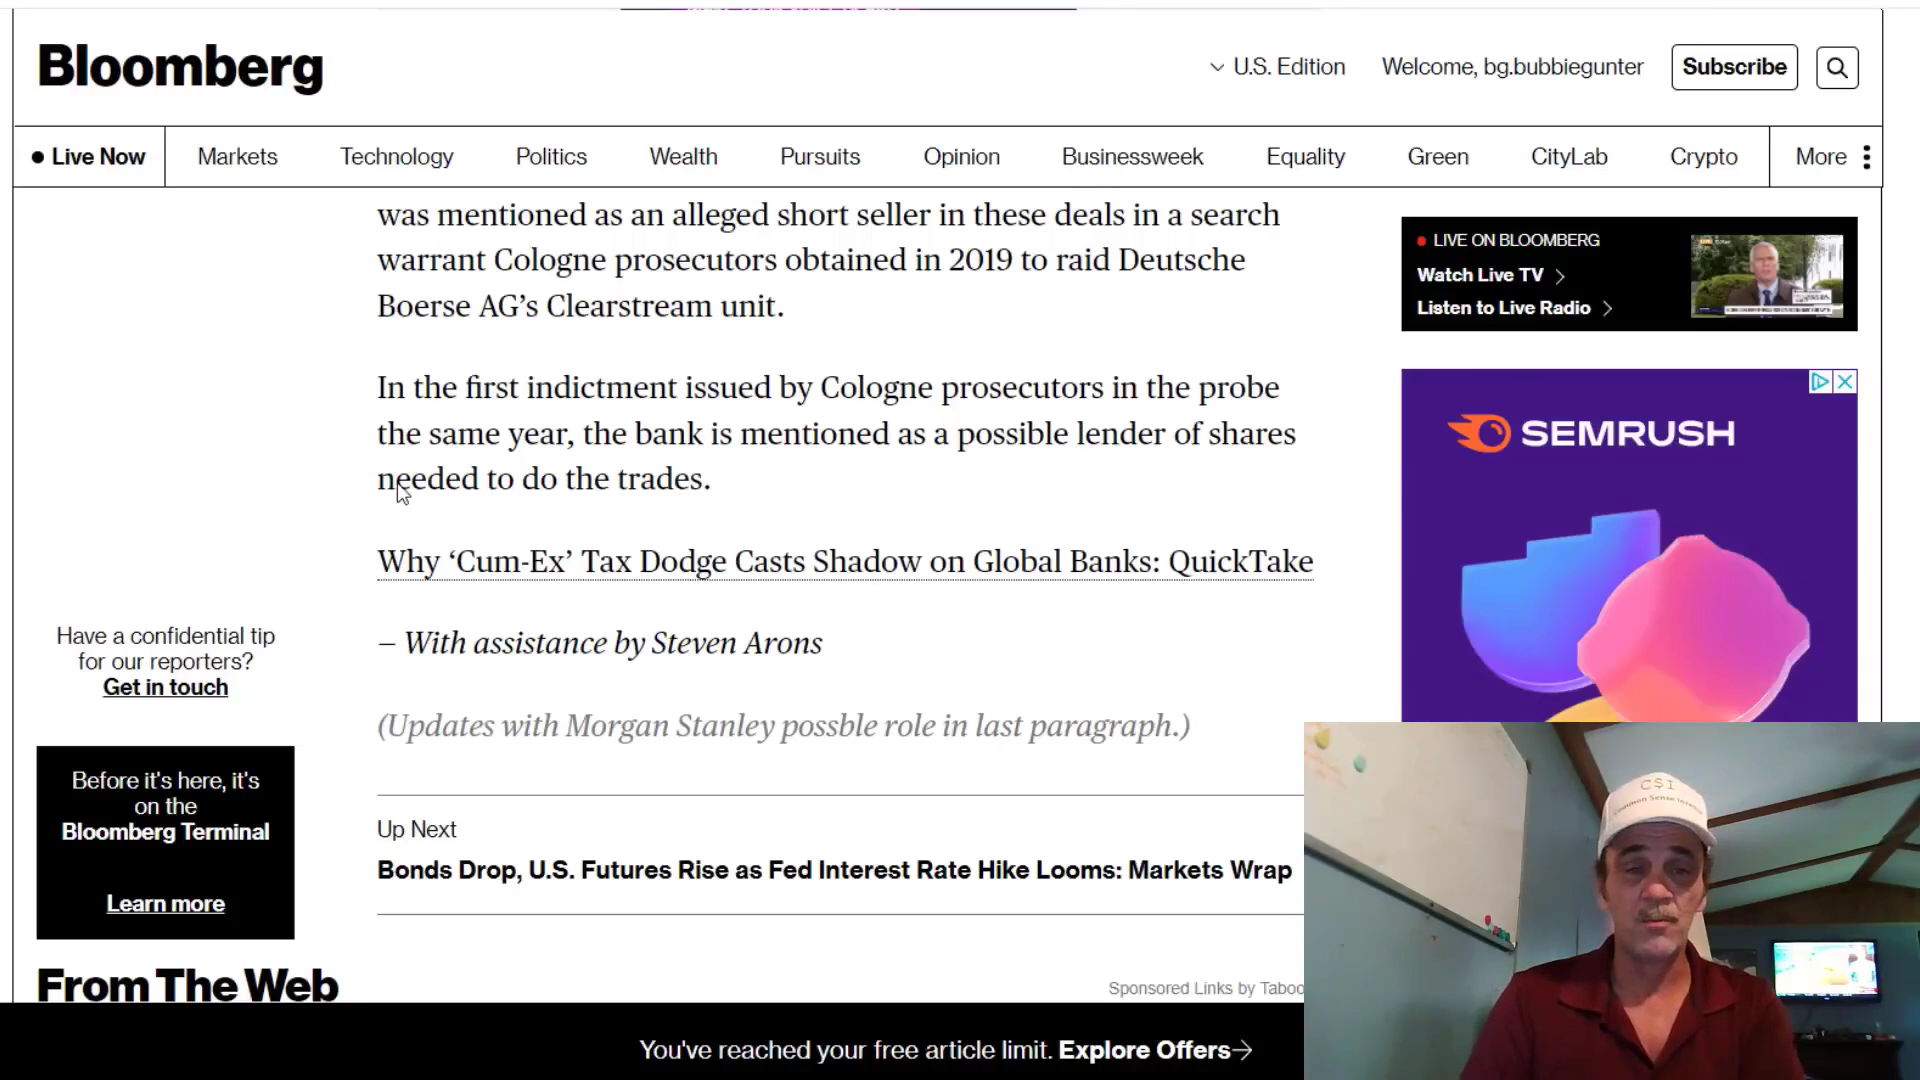 Bloomberg
U.S. Edition
Welcome, bg.bubbiegunter
Subscribe
Live Now
Markets
Technology
Politics
Wealth
Pursuits
Opinion
Businessweek
Equality
Green
CityLab
Crypto
More
was mentioned as an alleged short seller in these deals in a search
warrant Cologne prosecutors obtained in 2019 to raid Deutsche
Boerse AG’s Clearstream unit.
In the first indictment issued by Cologne prosecutors in the probe
the same year, the bank is mentioned as a possible lender of shares
needed to do the trades.
Why ‘Cum-Ex’ Tax Dodge Casts Shadow on Global Banks: QuickTake
– With assistance by Steven Arons
(Updates with Morgan Stanley possble role in last paragraph.)
Have a confidential tip
for our reporters?
Get in touch
Before it's here, it's
on the
Bloomberg Terminal
Learn more
Up Next
Bonds Drop, U.S. Futures Rise as Fed Interest Rate Hike Looms: Markets Wrap
From The Web
Sponsored Links by Taboo
You've reached your free article limit. Explore Offers
LIVE ON BLOOMBERG
Watch Live TV
Listen to Live Radio
SEMRUSH
C$I
Common Sense